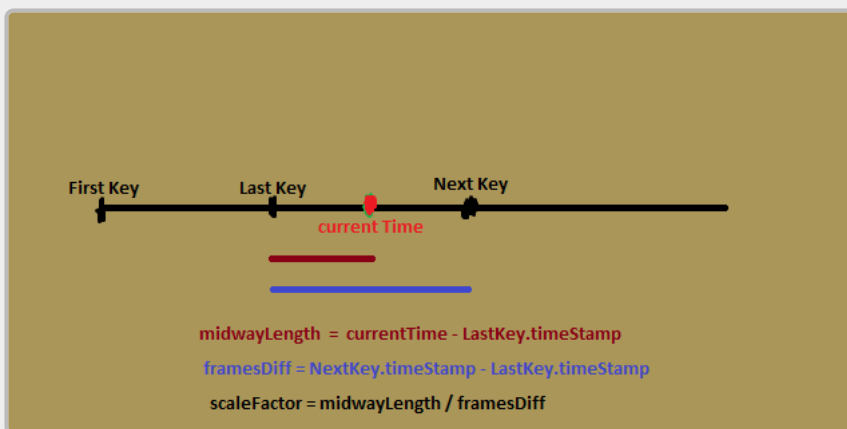 First Key
Last Key
Next Key
current Time
midwayLength = currentTime - LastKey.timeStamp
framesDiff = NextKey.timeStamp - LastKey.timeStamp
scaleFactor = midwayLength / framesDiff